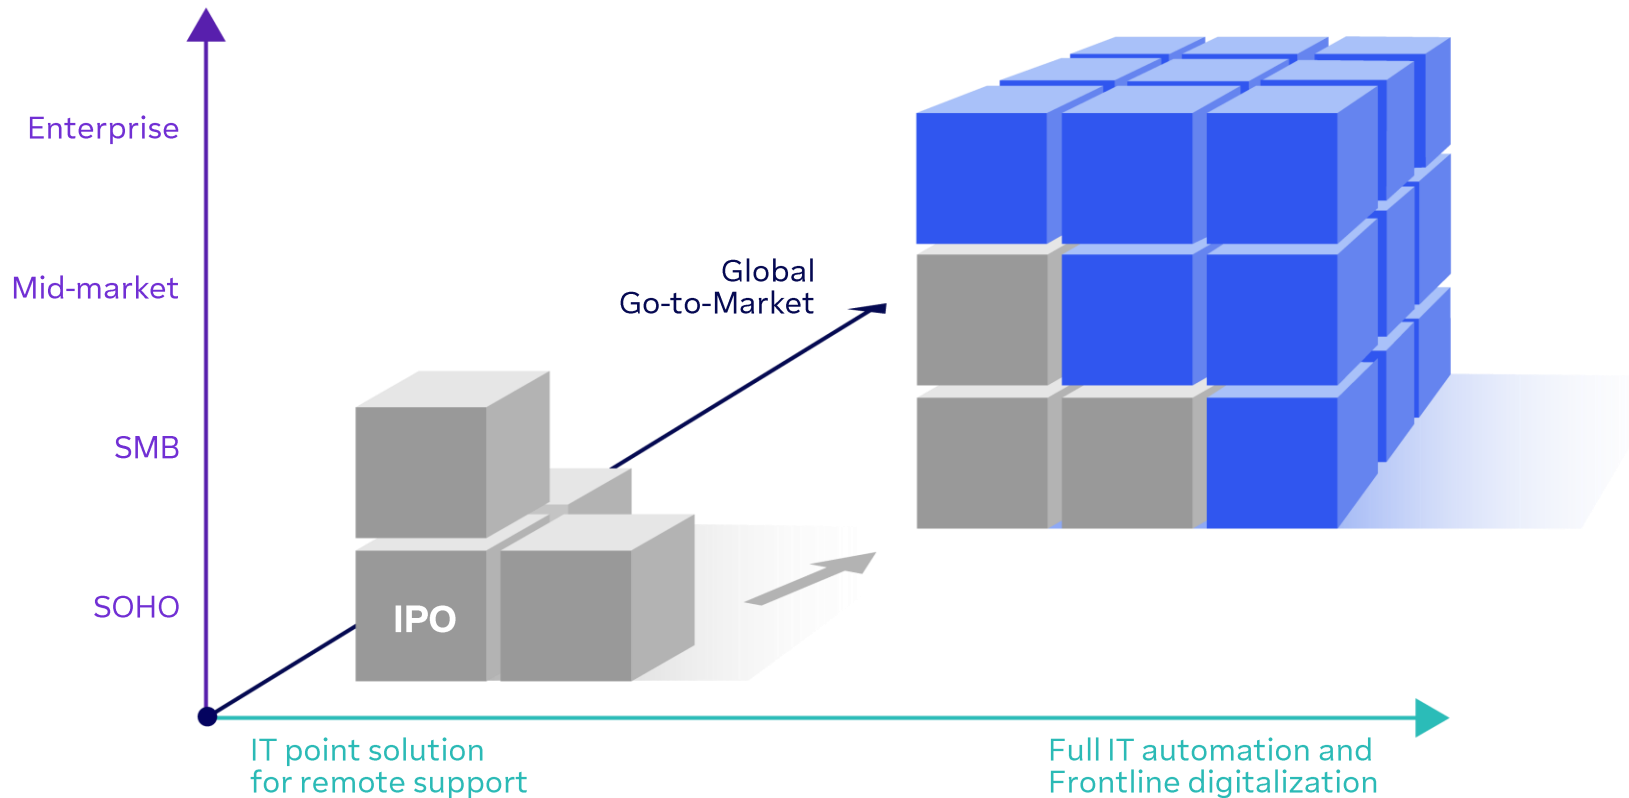 Enterprise
Mid-market
SMB
SOHO
Global
Go-to-Market
IPO
IT point solution
for remote support
Full IT automation and
Frontline digitalization